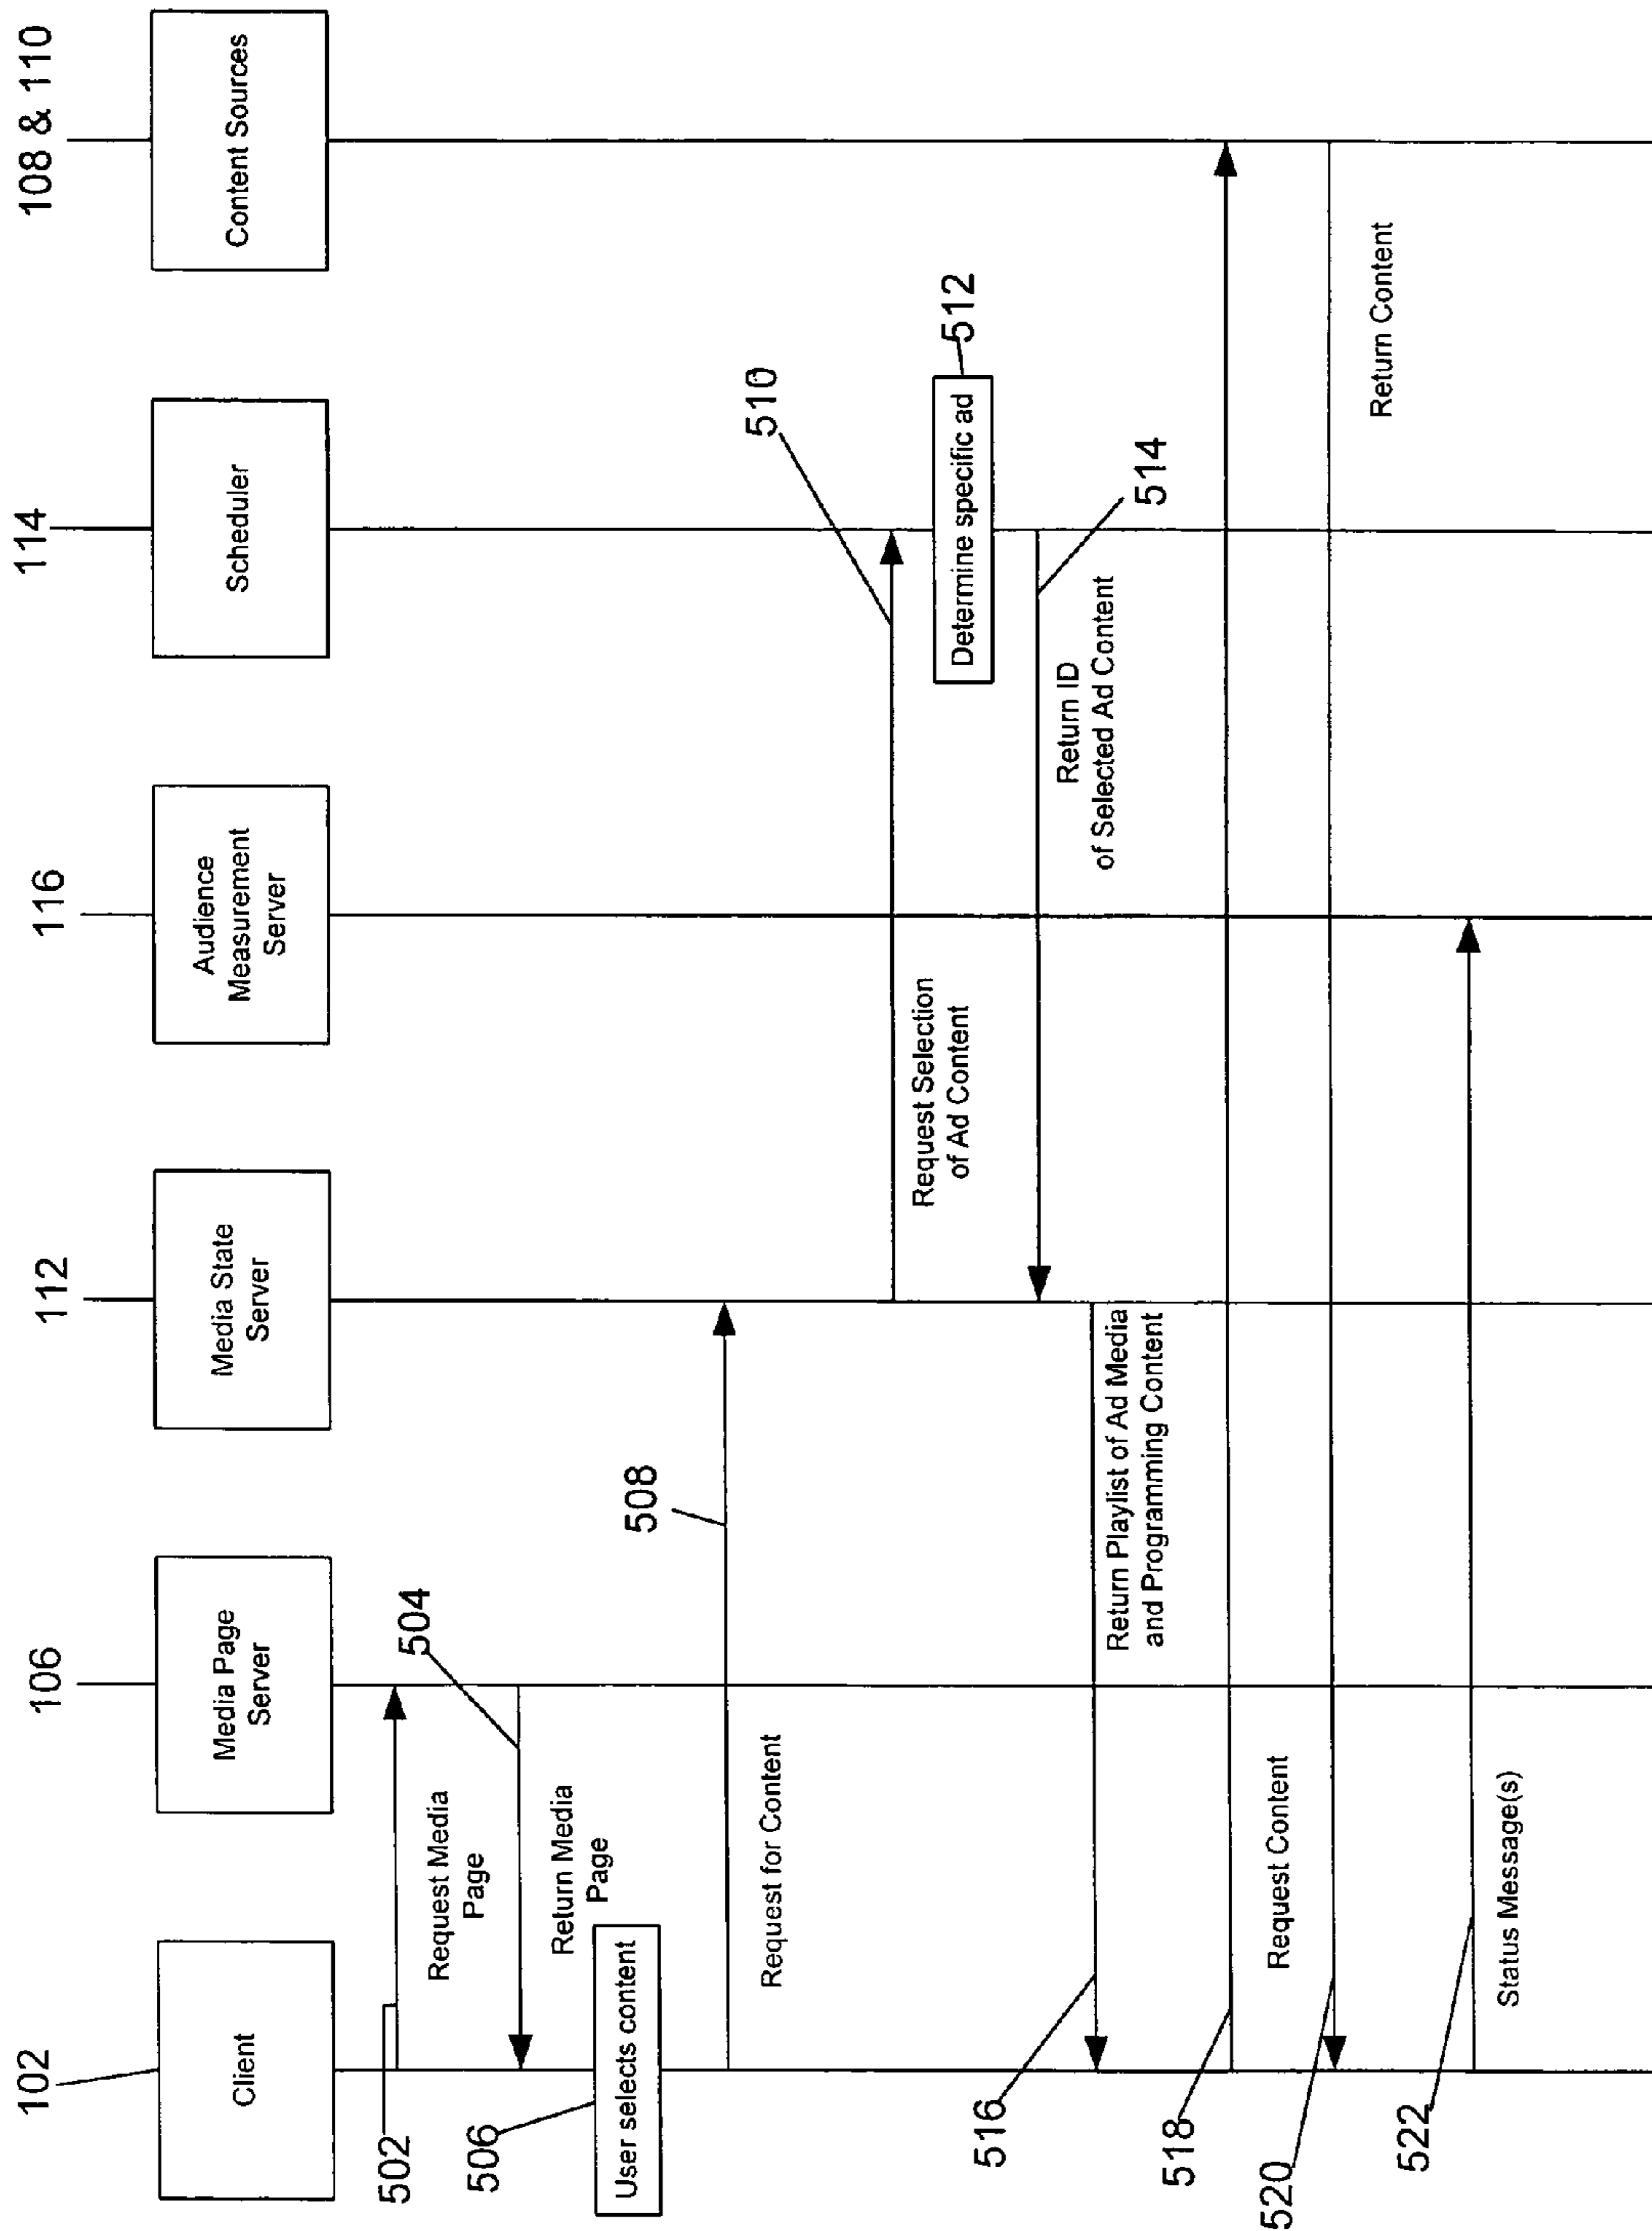 102
106
112
116
114
108 & 110
Client
Media Page
Server
Media State
Server
Audience
Measurement
Server
Scheduler
Content Sources
502
Request Media
Page
504
Return Media
Page
506
User selects content
508
Request for Content
510
Request Selection
of Ad Content
512
Determine specific ad
514
Return ID
of Selected Ad Content
516
Return Playlist of Ad Media
and Programming Content
518
Request Content
520
Return Content
522
Status Message(s)